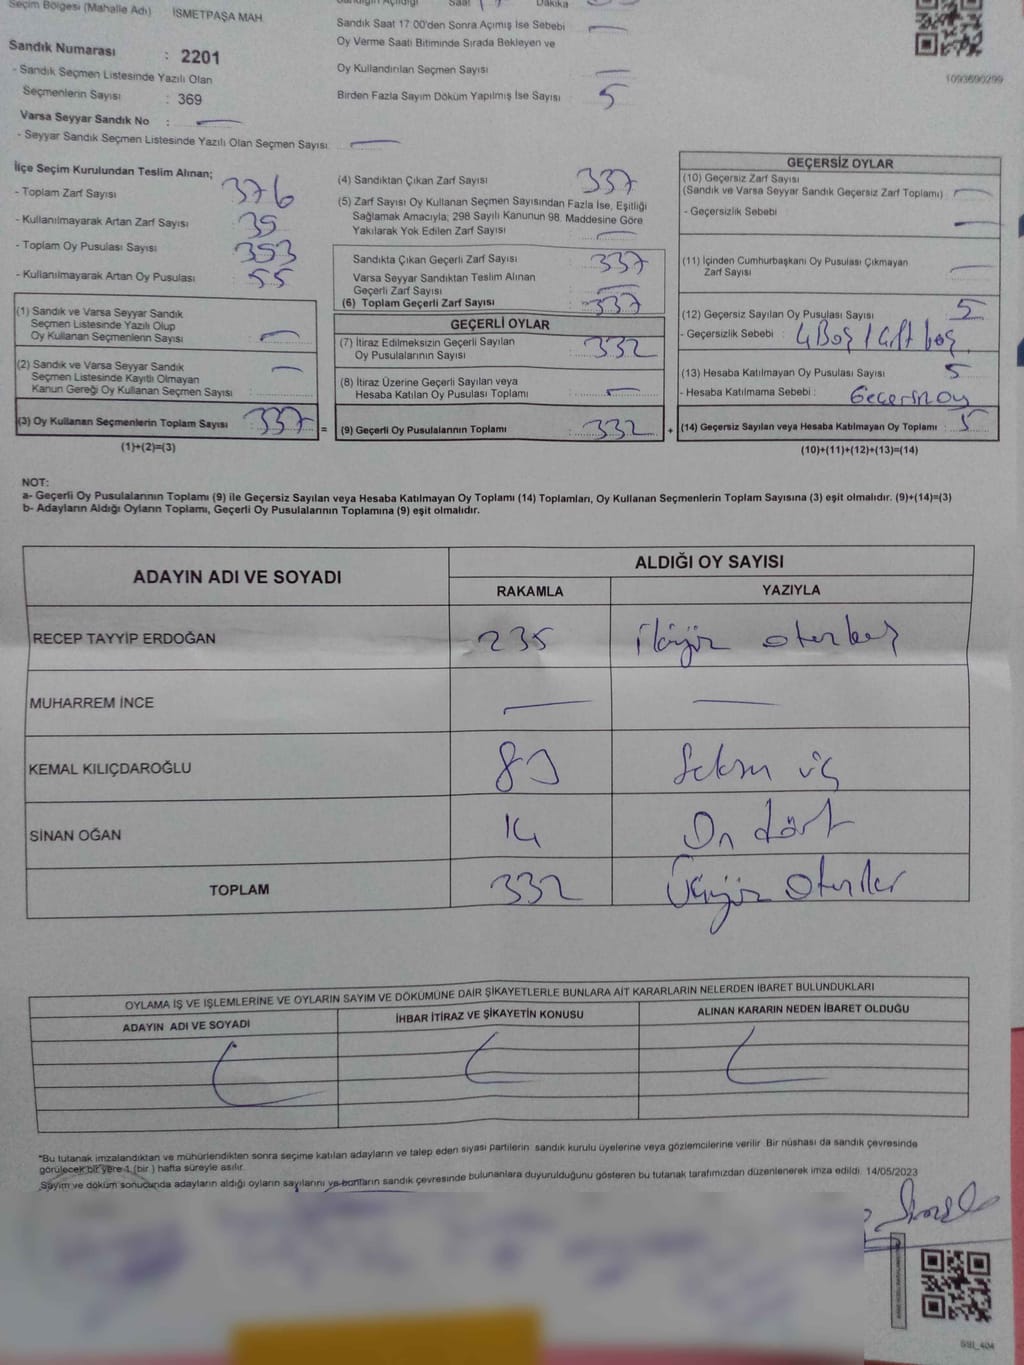 Seçim Bölgesi (Mahalle Adı) İSMETPAŞA MAH
Sandık Numarası : 2201
- Sandık Seçmen Listesinde Yazılı Olan
Seçmenlerin Sayısı : 369
Varsa Seyyar Sandık No : —
- Seyyar Sandık Seçmen Listesinde Yazılı Olan Seçmen Sayısı —
Saat 17 Dakika
Sandık Saat 17:00'den Sonra Açımış İse Sebebi —
Oy Verme Saati Bitiminde Sırada Bekleyen ve
Oy Kullandırılan Seçmen Sayısı —
Birden Fazla Sayım Döküm Yapılmış İse Sayısı 5
1093690299
İlçe Seçim Kurulundan Teslim Alınan;
- Toplam Zarf Sayısı 376
- Kullanılmayarak Artan Zarf Sayısı 39
- Toplam Oy Pusulası Sayısı 393
- Kullanılmayarak Artan Oy Pusulası 55
(1) Sandık ve Varsa Seyyar Sandık
Seçmen Listesinde Yazılı Olup
Oy Kullanan Seçmenlerin Sayısı : —
(2) Sandık ve Varsa Seyyar Sandık
Seçmen Listesinde Kayıtlı Olmayan
Kanun Gereği Oy Kullanan Seçmen Sayısı : —
(3) Oy Kullanan Seçmenlerin Toplam Sayısı : 337 =
(1)+(2)=(3)
(4) Sandıktan Çıkan Zarf Sayısı 337
(5) Zarf Sayısı Oy Kullanan Seçmen Sayısından Fazla İse, Eşitliği
Sağlamak Amacıyla; 298 Sayılı Kanunun 98. Maddesine Göre
Yakılarak Yok Edilen Zarf Sayısı —
Sandıkta Çıkan Geçerli Zarf Sayısı 337
Varsa Seyyar Sandıktan Teslim Alınan
Geçerli Zarf Sayısı : —
(6) Toplam Geçerli Zarf Sayısı : 337
GEÇERLİ OYLAR
(7) İtiraz Edilmeksizin Geçerli Sayılan
Oy Pusulalarının Sayısı : 332
(8) İtiraz Üzerine Geçerli Sayılan veya
Hesaba Katılan Oy Pusulası Toplamı : —
(9) Geçerli Oy Pusulalarının Toplamı : 332 +
GEÇERSİZ OYLAR
(10) Geçersiz Zarf Sayısı
(Sandık ve Varsa Seyyar Sandık Geçersiz Zarf Toplamı) : —
- Geçersizlik Sebebi —
(11) İçinden Cumhurbaşkanı Oy Pusulası Çıkmayan
Zarf Sayısı —
(12) Geçersiz Sayılan Oy Pusulası Sayısı : 5
- Geçersizlik Sebebi : 4 Boş 1 Çift boş
(13) Hesaba Katılmayan Oy Pusulası Sayısı 5
- Hesaba Katılmama Sebebi : Geçersiz oy
(14) Geçersiz Sayılan veya Hesaba Katılmayan Oy Toplamı : 5
(10)+(11)+(12)+(13)=(14)
NOT:
a- Geçerli Oy Pusulalarının Toplamı (9) ile Geçersiz Sayılan veya Hesaba Katılmayan Oy Toplamı (14) Toplamları, Oy Kullanan Seçmenlerin Toplam Sayısına (3) eşit olmalıdır. (9)+(14)=(3)
b- Adayların Aldığı Oyların Toplamı, Geçerli Oy Pusulalarının Toplamına (9) eşit olmalıdır.
ADAYIN ADI VE SOYADI ALDIĞI OY SAYISI
RAKAMLA YAZIYLA
RECEP TAYYİP ERDOĞAN 235 İkiyüz otuzbeş
MUHARREM İNCE — —
KEMAL KILIÇDAROĞLU 83 Seksen üç
SİNAN OĞAN 14 On dört
TOPLAM 332 Üçyüz Otuziki
OYLAMA İŞ VE İŞLEMLERİNE VE OYLARIN SAYIM VE DÖKÜMÜNE DAİR ŞİKAYETLERLE BUNLARA AİT KARARLARIN NELERDEN İBARET BULUNDUKLARI
ADAYIN ADI VE SOYADI İHBAR İTİRAZ VE ŞİKAYETİN KONUSU ALINAN KARARIN NEDEN İBARET OLDUĞU
"Bu tutanak imzalandıktan ve mühürlendikten sonra seçime katılan adayların ve talep eden siyasi partilerin sandık kurulu üyelerine veya gözlemcilerine verilir. Bir nüshası da sandık çevresinde
görülecek bir yere 1 (bir ) hafta süreyle asılır.
Sayım ve döküm sonucunda adayların aldığı oyların sayılarını ve bunların sandık çevresinde bulunanlara duyurulduğunu gösteren bu tutanak tarafımızdan düzenlenerek imza edildi. 14/05/2023